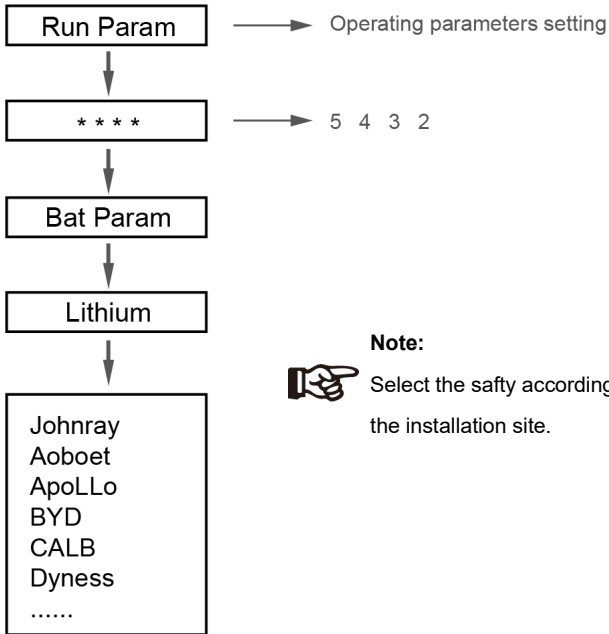 Run Param
Operating parameters setting
* * * *
5 4 3 2
Bat Param
Lithium
Note:
Select the safty according
the installation site.
Johnray
Aoboet
ApoLLo
BYD
CALB
Dyness
......